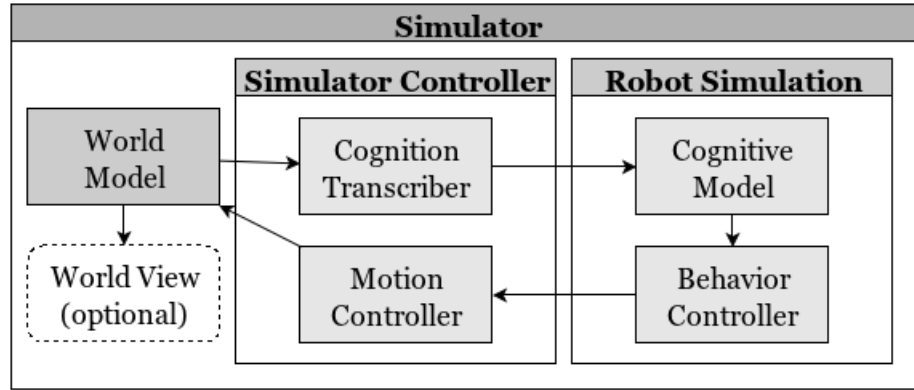 Simulator
Simulator Controller
Robot Simulation
World
Model
Cognition
Transcriber
Cognitive
Model
World View
(optional)
Motion
Controller
Behavior
Controller